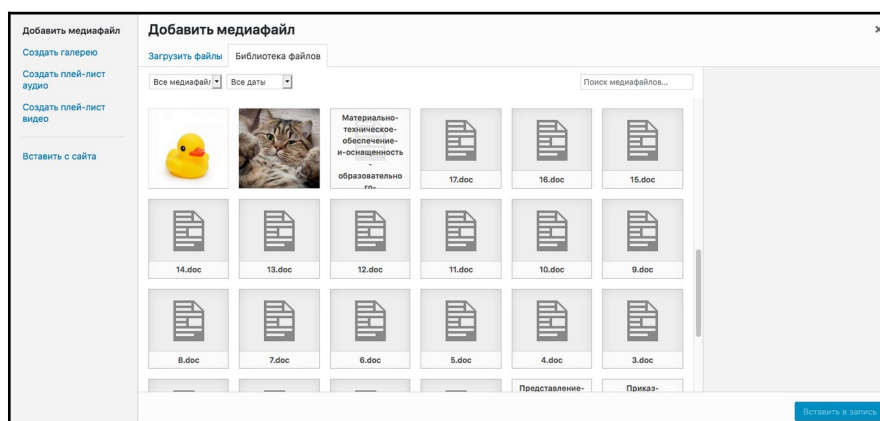 Добавить медиафайл
Создать галерею
Создать плей-лист
аудио
Создать плей-лист
видео
Вставить с сайта
Добавить медиафайл
Загрузить файлы Библиотека файлов
Все медиафайл Все даты Поиск медиафайлов...
Материально-
техническое-
обеспечение-
и-оснащенность
-
образовательно
го-
17.doc 16.doc 15.doc
14.doc 13.doc 12.doc 11.doc 10.doc 9.doc
8.doc 7.doc 6.doc 5.doc 4.doc 3.doc
Представление- Приказ-
Вставить в запись